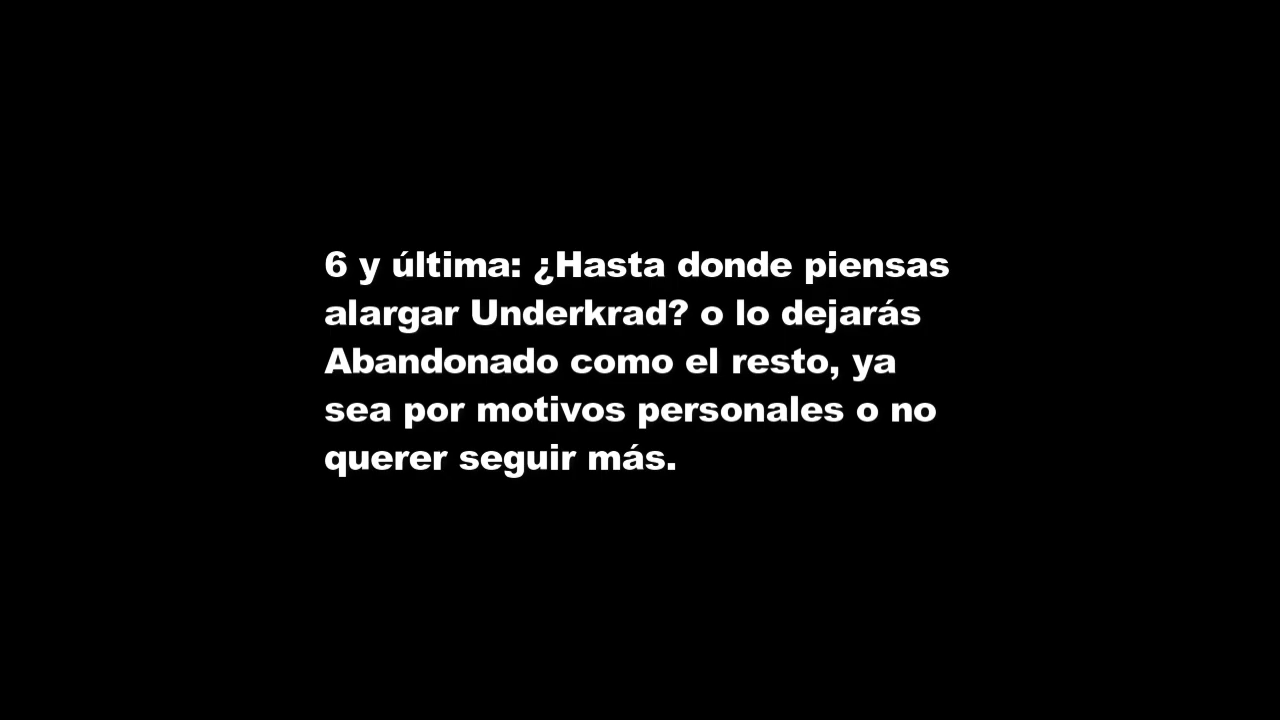 6 y última: ¿Hasta donde piensas
alargar Underkrad? o lo dejarás
Abandonado como el resto, ya
sea por motivos personales o no
querer seguir más.